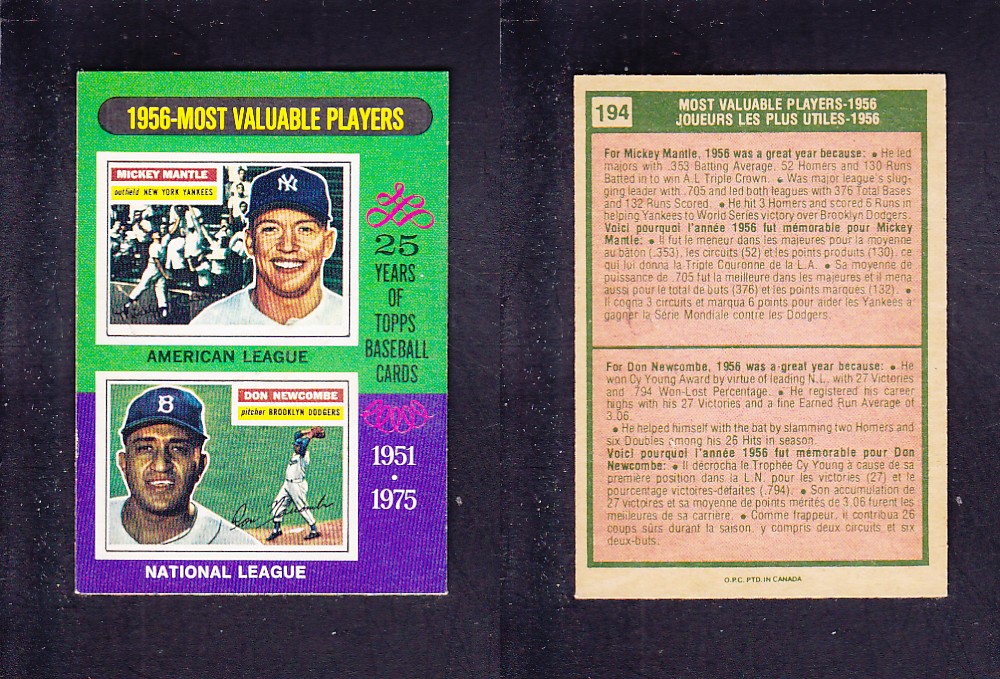 1956-MOST VALUABLE PLAYERS
MICKEY MANTLE
outfield NEW YORK YANKEES
NY
AMERICAN LEAGUE
25
YEARS
OF
TOPPS
BASEBALL
CARDS
DON NEWCOMBE
pitcher BROOKLYN DODGERS
B
1951
•
1975
NATIONAL LEAGUE
194
MOST VALUABLE PLAYERS-1956
JOUEURS LES PLUS UTILES-1956
For Mickey Mantle, 1956 was a great year because: • He led
majors with .353 Batting Average, 52 Homers and 130 Runs
Batted in to win A.L Triple Crown. • Was major league's slug-
ging leader with .705 and led both leagues with 376 Total Bases
and 132 Runs Scored. • He hit 3 Homers and scored 6 Runs in
helping Yankees to World Series victory over Brooklyn Dodgers.
Voici pourquoi l'année 1956 fut mémorable pour Mickey
Mantle: • Il fut le meneur dans les majeures pour la moyenne
au bâton (.353), les circuits (52) et les points produits (130), ce
qui lui donna la Triple Couronne de la L.A. • Sa moyenne de
puissance de .705 fut la meilleure dans les majeures et il mena
aussi pour le total de buts (376) et les points marques (132). •
Il cogna 3 circuits et marqua 6 points pour aider les Yankees à
gagner la Série Mondiale contre les Dodgers.
For Don Newcombe, 1956 was a great year because: • He
won Cy Young Award by virtue of leading N.L. with 27 Victories
and .794 Won-Lost Percentage. • He registered his career
highs with his 27 Victories and a fine Earned Run Average of
3.06.
• He helped himself with the bat by slamming two Homers and
six Doubles among his 26 Hits in season.
Voici pourquoi l'année 1956 fut mémorable pour Don
Newcombe: • Il décrocha le Trophée Cy Young à cause de sa
première position dans la L.N. pour les victoires (27) et le
pourcentage victoires-défaites (.794). • Son accumulation de
27 victoires et sa moyenne de points mérités de 3.06 furent les
meilleures de sa carrière. • Comme frappeur, il contribua 26
coups sûrs durant la saison, y compris deux circuits et six
deux-buts.
O.P.C. PTD. IN CANADA